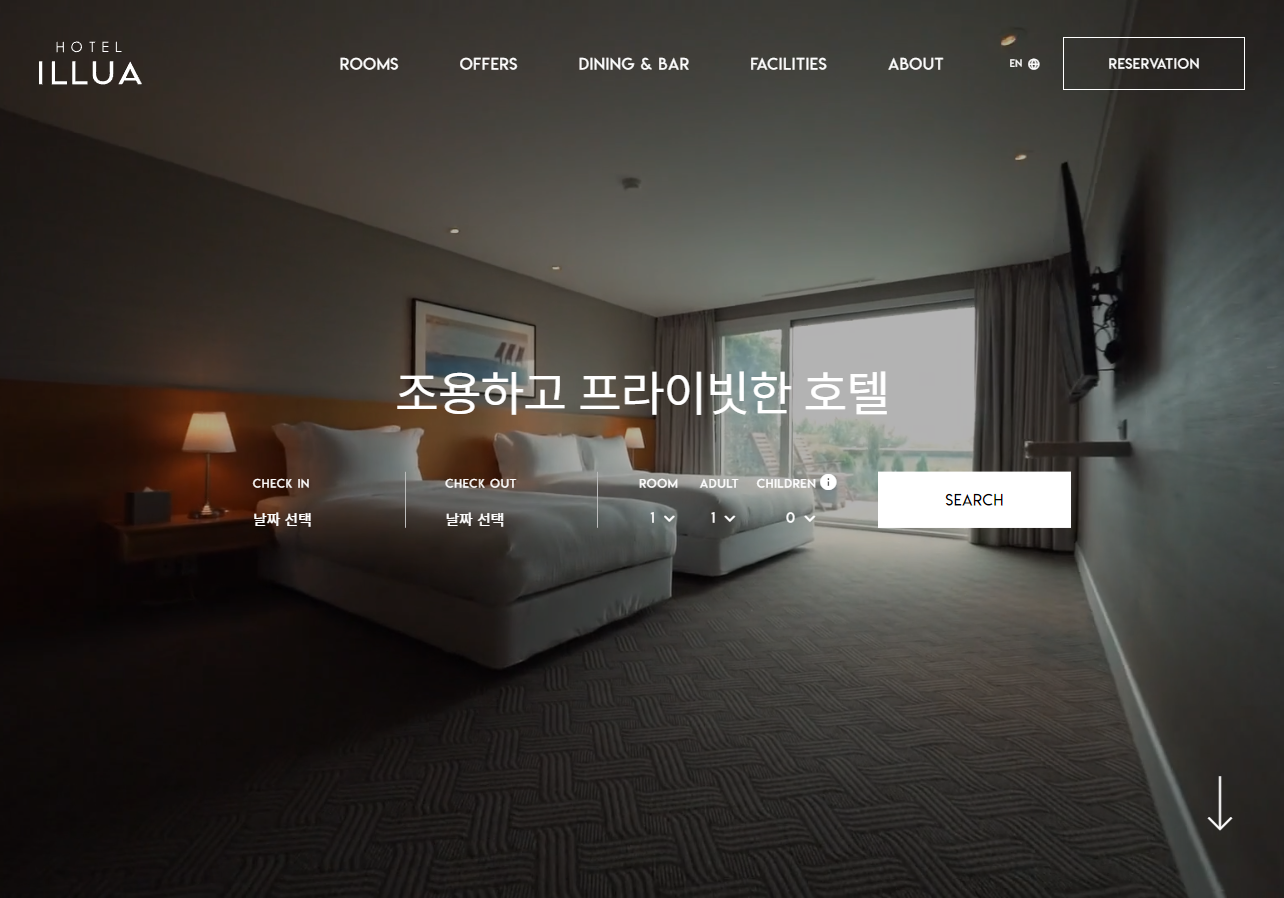 HOTEL
ILLUA
ROOMS
OFFERS
DINING & BAR
FACILITIES
ABOUT
EN
RESERVATION
조용하고 프라이빗한 호텔
CHECK IN
날짜 선택
CHECK OUT
날짜 선택
ROOM
1
ADULT
1
CHILDREN
0
SEARCH